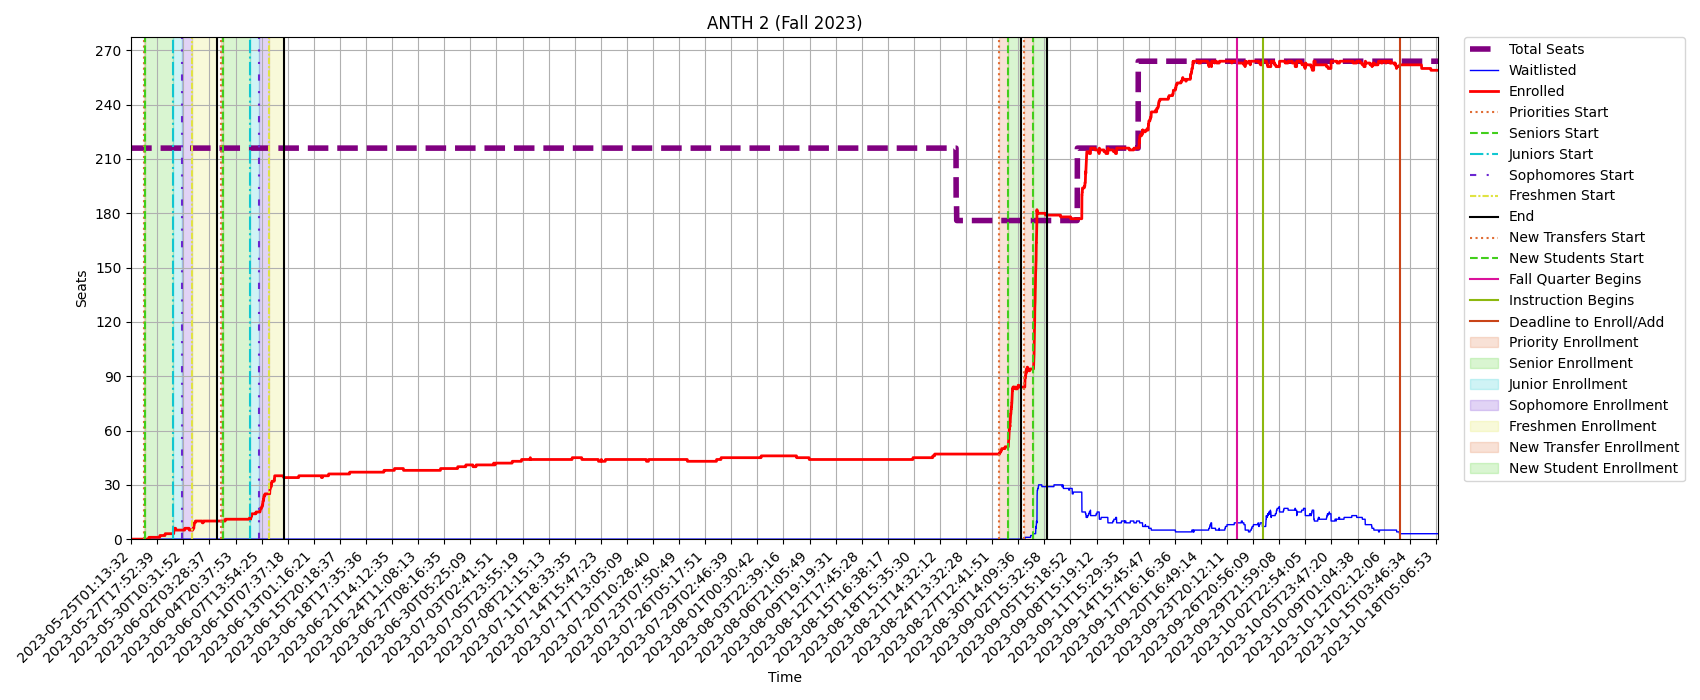 ANTH 2 (Fall 2023)
Seats
270
240
210
180
150
120
90
60
30
0
2023-05-25T01:13:32
2023-05-27T17:52:39
2023-05-30T10:31:52
2023-06-02T03:28:37
2023-06-04T20:37:53
2023-06-07T13:54:25
2023-06-10T07:37:18
2023-06-13T01:16:21
2023-06-15T20:18:37
2023-06-18T17:35:36
2023-06-21T14:12:35
2023-06-24T11:08:13
2023-06-27T08:16:35
2023-06-30T05:25:09
2023-07-03T02:41:51
2023-07-05T23:55:19
2023-07-08T21:15:13
2023-07-11T18:33:35
2023-07-14T15:47:23
2023-07-17T13:05:09
2023-07-20T10:28:40
2023-07-23T07:50:49
2023-07-26T05:17:51
2023-07-29T02:46:39
2023-08-01T00:30:42
2023-08-03T22:39:16
2023-08-06T21:05:49
2023-08-09T19:19:31
2023-08-12T17:45:28
2023-08-15T16:38:17
2023-08-18T15:35:30
2023-08-21T14:32:12
2023-08-24T13:32:28
2023-08-27T12:41:51
2023-08-30T14:09:36
2023-09-02T15:32:58
2023-09-05T15:18:52
2023-09-08T15:19:12
2023-09-11T15:29:35
2023-09-14T15:45:47
2023-09-17T16:16:36
2023-09-20T16:49:14
2023-09-23T20:12:11
2023-09-26T20:56:09
2023-09-29T21:59:08
2023-10-02T22:54:05
2023-10-05T23:47:20
2023-10-09T01:04:38
2023-10-12T02:12:06
2023-10-15T03:46:34
2023-10-18T05:06:53
Time
Total Seats
Waitlisted
Enrolled
Priorities Start
Seniors Start
Juniors Start
Sophomores Start
Freshmen Start
End
New Transfers Start
New Students Start
Fall Quarter Begins
Instruction Begins
Deadline to Enroll/Add
Priority Enrollment
Senior Enrollment
Junior Enrollment
Sophomore Enrollment
Freshmen Enrollment
New Transfer Enrollment
New Student Enrollment